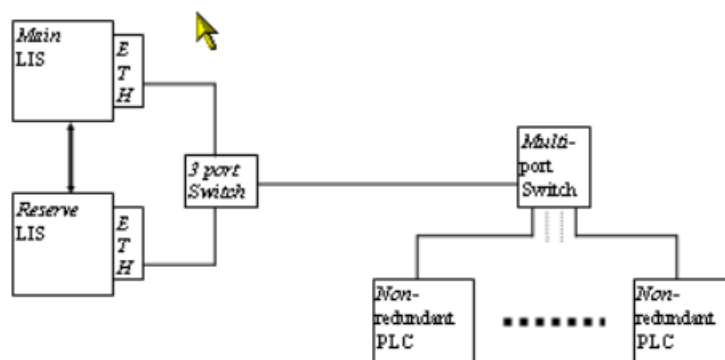 Main
LIS
E
T
H
3 port
Switch
Multi-
port
Switch
Reserve
LIS
E
T
H
Non-
redundant
PLC
Non-
redundant
PLC